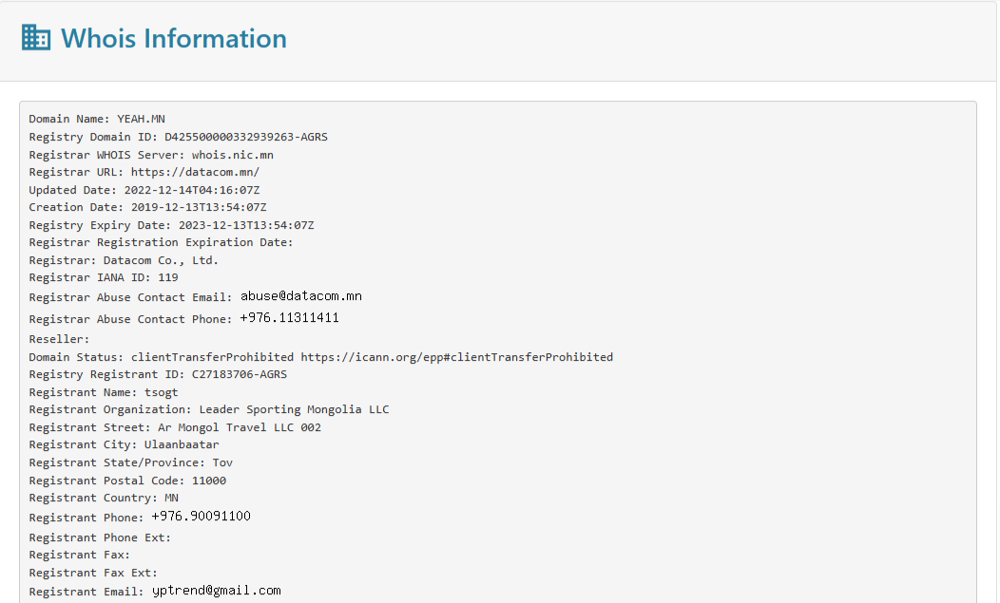 Whois Information
Domain Name: YEAH.MN
Registry Domain ID: D425500000332939263-AGRS
Registrar WHOIS Server: whois.nic.mn
Registrar URL: https://datacom.mn/
Updated Date: 2022-12-14T04:16:07Z
Creation Date: 2019-12-13T13:54:07Z
Registry Expiry Date: 2023-12-13T13:54:07Z
Registrar Registration Expiration Date:
Registrar: Datacom Co., Ltd.
Registrar IANA ID: 119
Registrar Abuse Contact Email: abuse@datacom.mn
Registrar Abuse Contact Phone: +976.11311411
Reseller:
Domain Status: clientTransferProhibited https://icann.org/epp#clientTransferProhibited
Registry Registrant ID: C27183706-AGRS
Registrant Name: tsogt
Registrant Organization: Leader Sporting Mongolia LLC
Registrant Street: Ar Mongol Travel LLC 002
Registrant City: Ulaanbaatar
Registrant State/Province: Tov
Registrant Postal Code: 11000
Registrant Country: MN
Registrant Phone: +976.90091100
Registrant Phone Ext:
Registrant Fax:
Registrant Fax Ext:
Registrant Email: yptrend@gmail.com